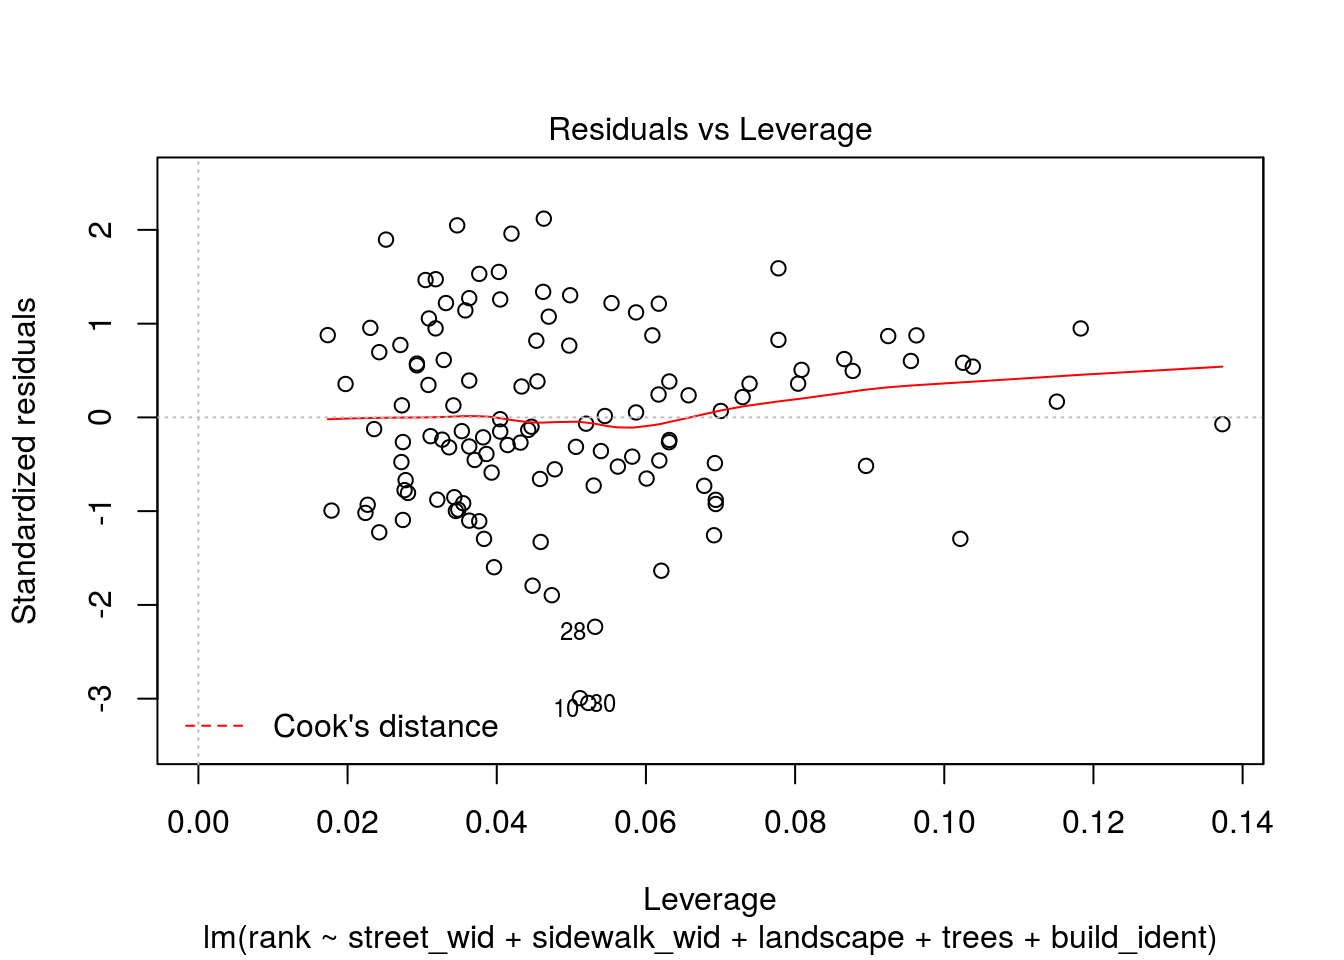 Residuals vs Leverage
Standardized residuals
2
1
0
-1
-2
-3
28
10
30
Cook's distance
0.00 0.02 0.04 0.06 0.08 0.10 0.12 0.14
Leverage
lm(rank ~ street_wid + sidewalk_wid + landscape + trees + build_ident)